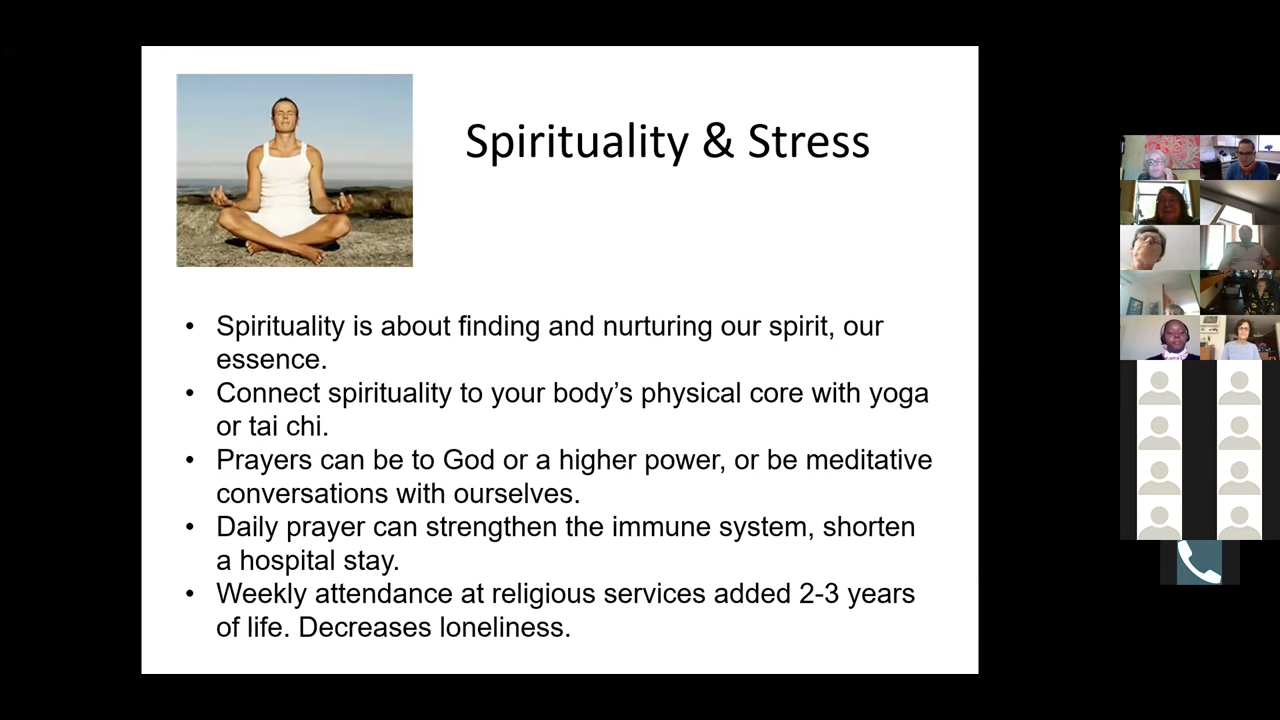 Spirituality & Stress
• Spirituality is about finding and nurturing our spirit, our
essence.
• Connect spirituality to your body’s physical core with yoga
or tai chi.
• Prayers can be to God or a higher power, or be meditative
conversations with ourselves.
• Daily prayer can strengthen the immune system, shorten
a hospital stay.
• Weekly attendance at religious services added 2-3 years
of life. Decreases loneliness.